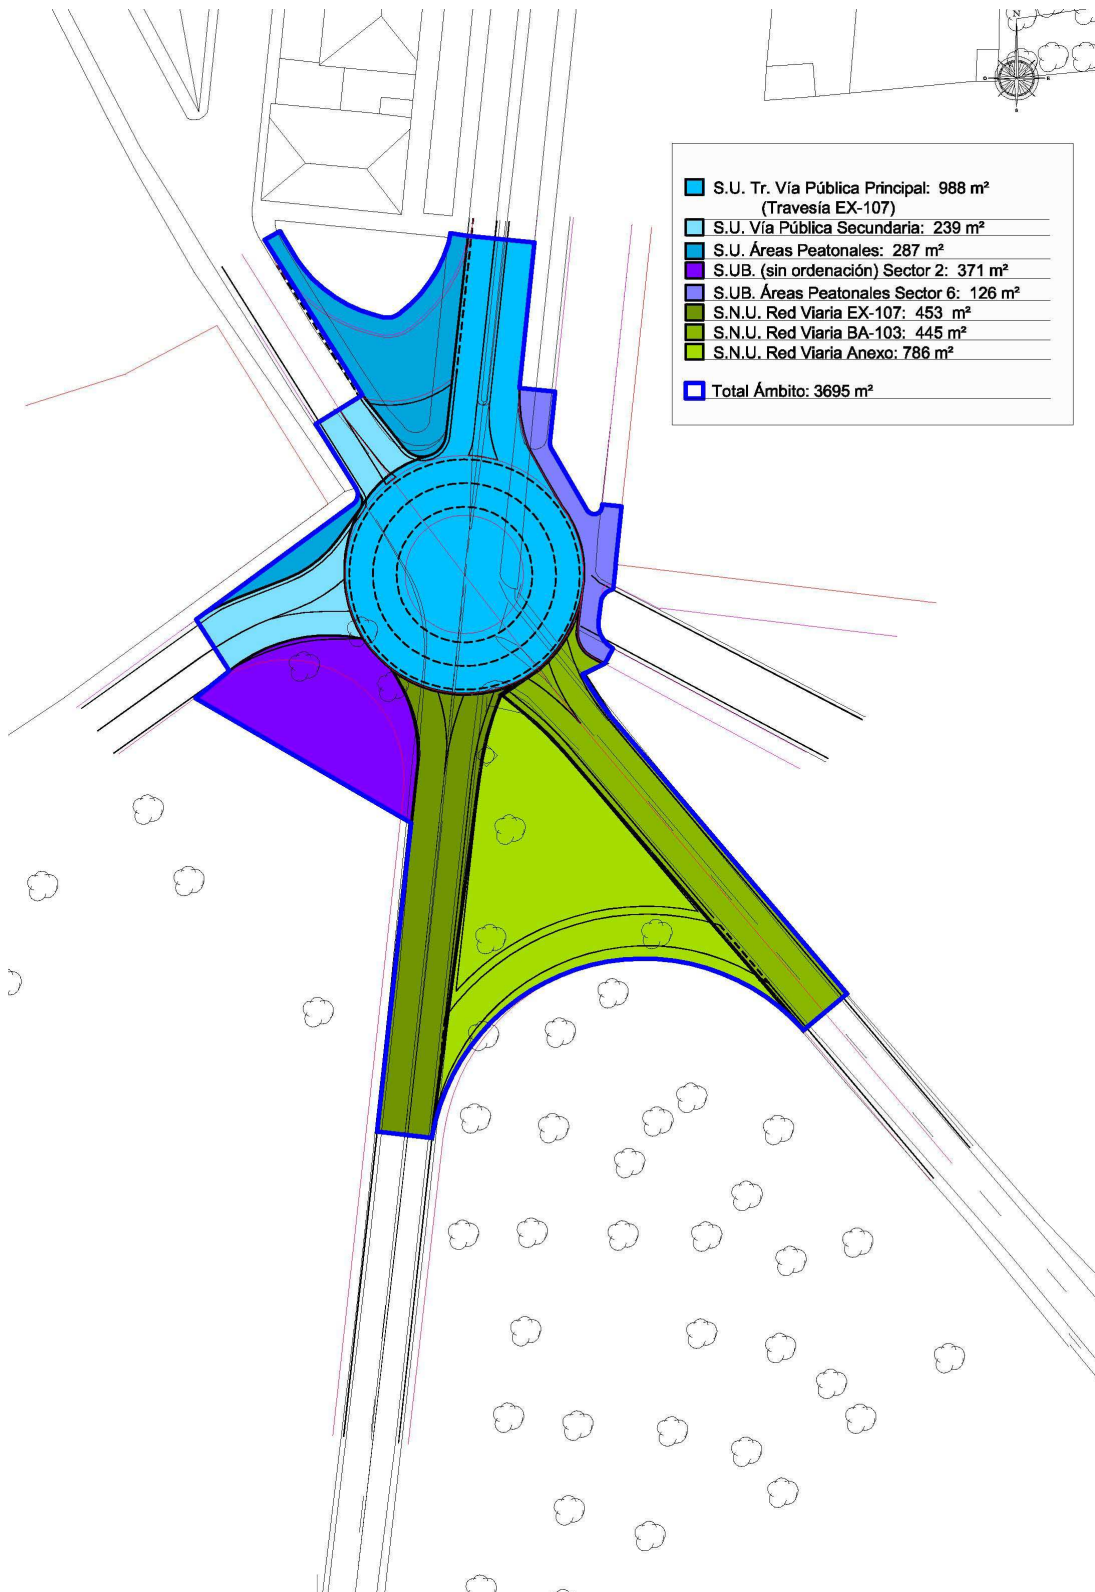 N
S.U. Tr. Vía Pública Principal: 988 m²
(Travesía EX-107)
S.U. Vía Pública Secundaria: 239 m²
S.U. Áreas Peatonales: 287 m²
S.UB. (sin ordenación) Sector 2: 371 m²
S.UB. Áreas Peatonales Sector 6: 126 m²
S.N.U. Red Viaria EX-107: 453 m²
S.N.U. Red Viaria BA-103: 445 m²
S.N.U. Red Viaria Anexo: 786 m²
Total Ámbito: 3695 m²